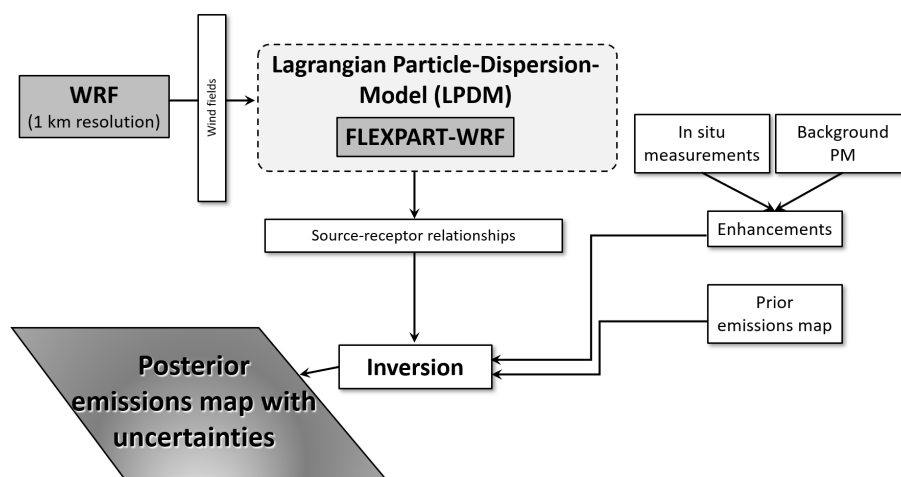 WRF
(1 km resolution)
Wind fields
Lagrangian Particle-Dispersion-
Model (LPDM)
FLEXPART-WRF
In situ
measurements
Background
PM
Source-receptor relationships
Enhancements
Prior
emissions map
Inversion
Posterior
emissions map with
uncertainties